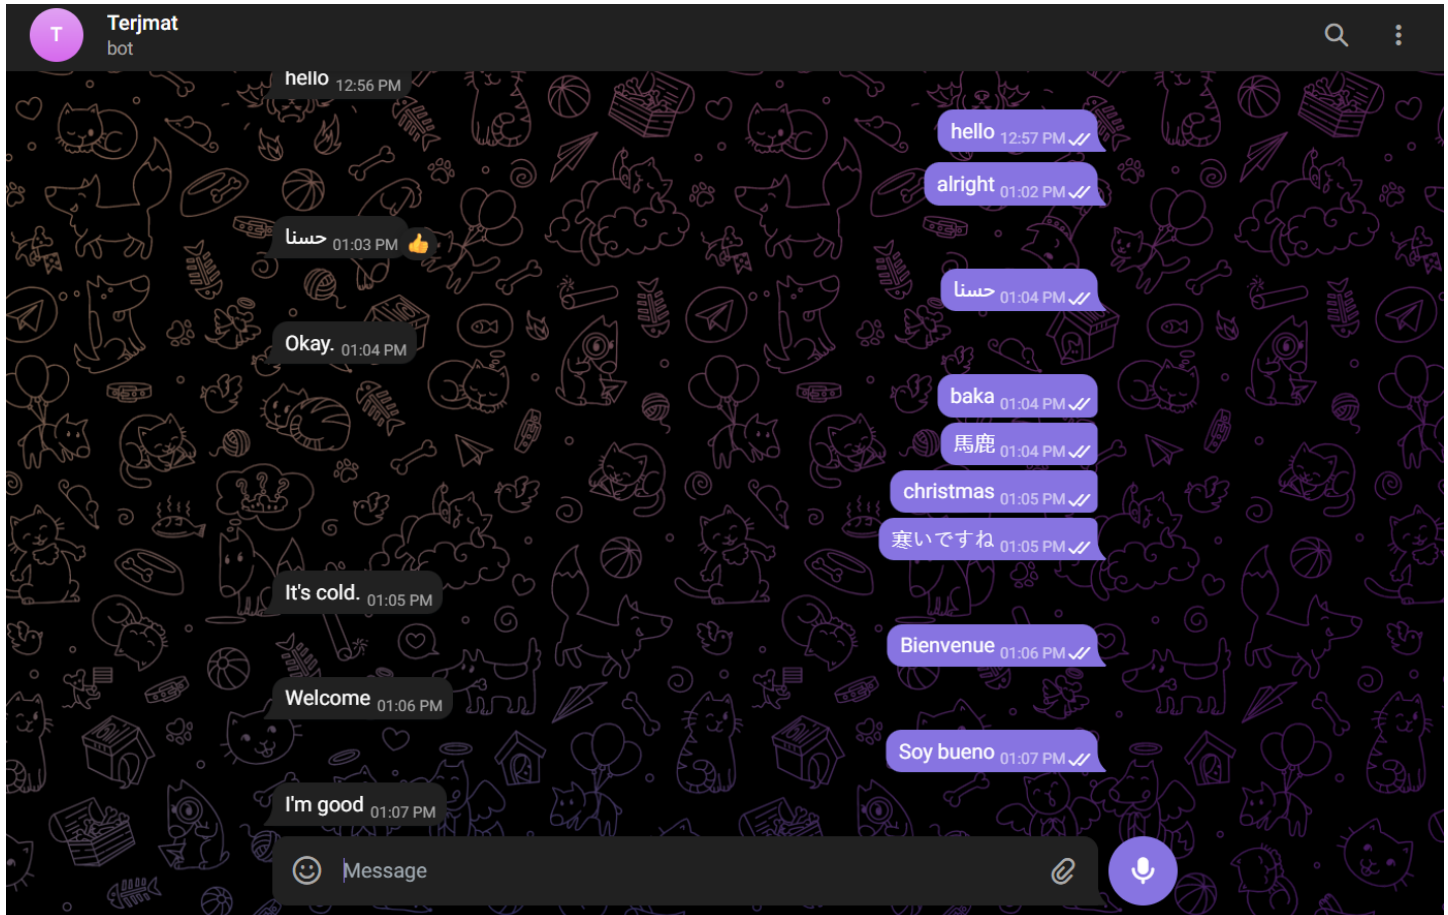 T
Terjmat
bot
hello 12:56 PM
hello 12:57 PM
alright 01:02 PM
حسنا 01:03 PM 👍
حسنا 01:04 PM
Okay. 01:04 PM
baka 01:04 PM
馬鹿 01:04 PM
christmas 01:05 PM
寒いですね 01:05 PM
It's cold. 01:05 PM
Bienvenue 01:06 PM
Welcome 01:06 PM
Soy bueno 01:07 PM
I'm good 01:07 PM
Message